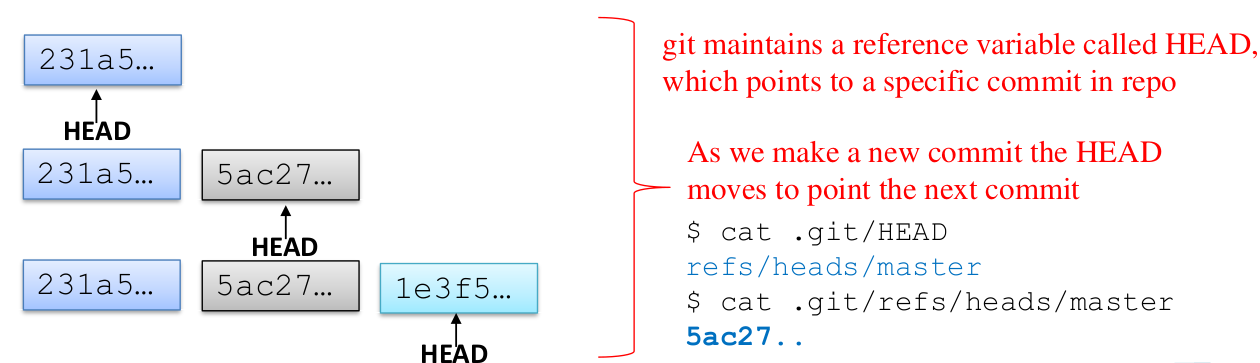 231a5…
HEAD
231a5…
5ac27…
HEAD
231a5…
5ac27…
1e3f5…
HEAD
git maintains a reference variable called HEAD,
which points to a specific commit in repo
As we make a new commit the HEAD
moves to point the next commit
$ cat .git/HEAD
refs/heads/master
$ cat .git/refs/heads/master
5ac27..